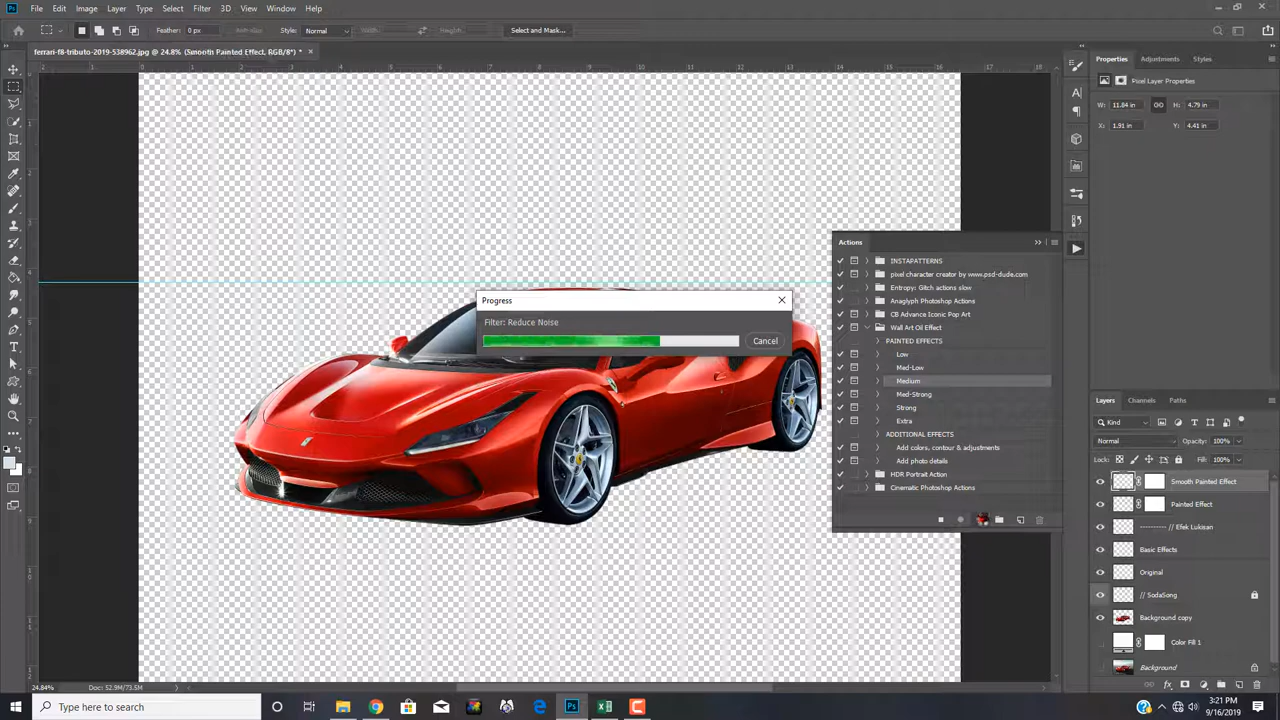 Ps File Edit Image Layer Type Select Filter 3D View Window Help
Feather: 0 px Anti-alias Style: Normal Width: Height: Select and Mask...
ferrari-f8-tributo-2019-538962.jpg @ 24.8% (Smooth Painted Effect, RGB/8*) * ×
Properties Adjustments Styles
Pixel Layer Properties
W: 11.84 in H: 4.79 in
X: 1.91 in Y: 4.41 in
Actions
INSTAPATTERNS
pixel character creator by www.psd-dude.com
Entropy: Gitch actions slow
Anaglyph Photoshop Actions
CB Advance Iconic Pop Art
Wall Art Oil Effect
PAINTED EFFECTS
Low
Med-Low
Medium
Med-Strong
Strong
Extra
ADDITIONAL EFFECTS
Add colors, contour & adjustments
Add photo details
HDR Portrait Action
Cinematic Photoshop Actions
Progress
Filter: Reduce Noise
Cancel
Layers Channels Paths
Kind
Normal Opacity: 100%
Lock: Fill: 100%
Smooth Painted Effect
Painted Effect
---------- // Efek Lukisan
Basic Effects
Original
// SodaSong
Background copy
Color Fill 1
Background
24.84% Doc: 52.9M/73.5M
Type here to search
3:21 PM
9/16/2019